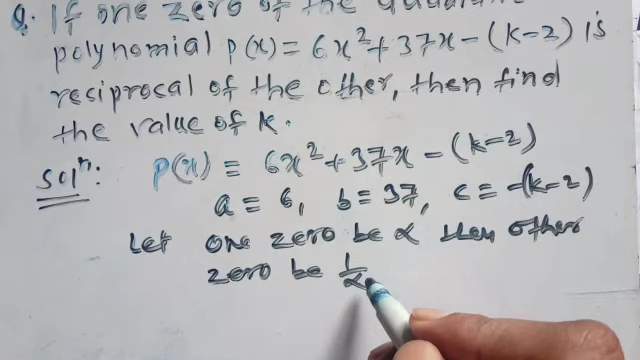 Q. If one zero of the quadratic
polynomial P(x) = 6x²+37x-(k-2) is
reciprocal of the other, then find
the value of k.
Solⁿ: P(x) = 6x²+37x-(k-2)
a = 6, b = 37, c = -(k-2)
Let one zero be α then other
zero be 1/α